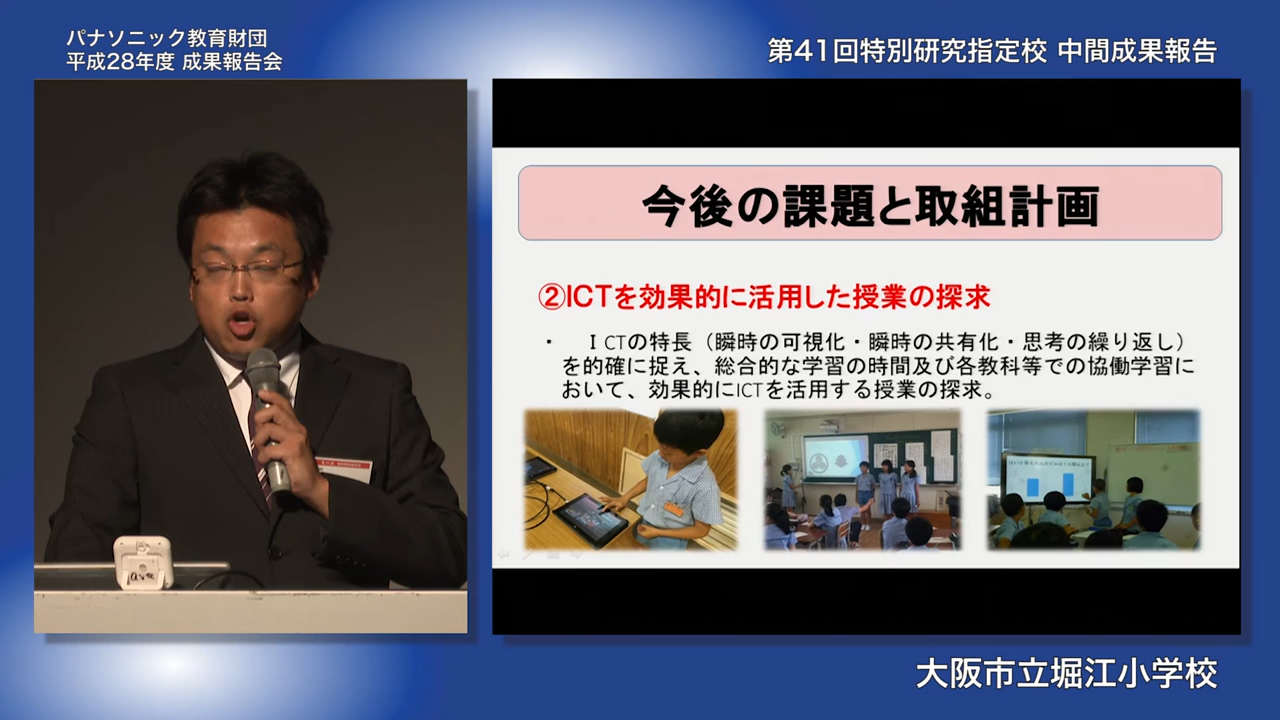 パナソニック教育財団
平成28年度 成果報告会
第41回特別研究指定校 中間成果報告
今後の課題と取組計画
②ICTを効果的に活用した授業の探求
・ ＩCTの特長（瞬時の可視化・瞬時の共有化・思考の繰り返し）
を的確に捉え、総合的な学習の時間及び各教科等での協働学習に
おいて、効果的にICTを活用する授業の探求。
大阪市立堀江小学校